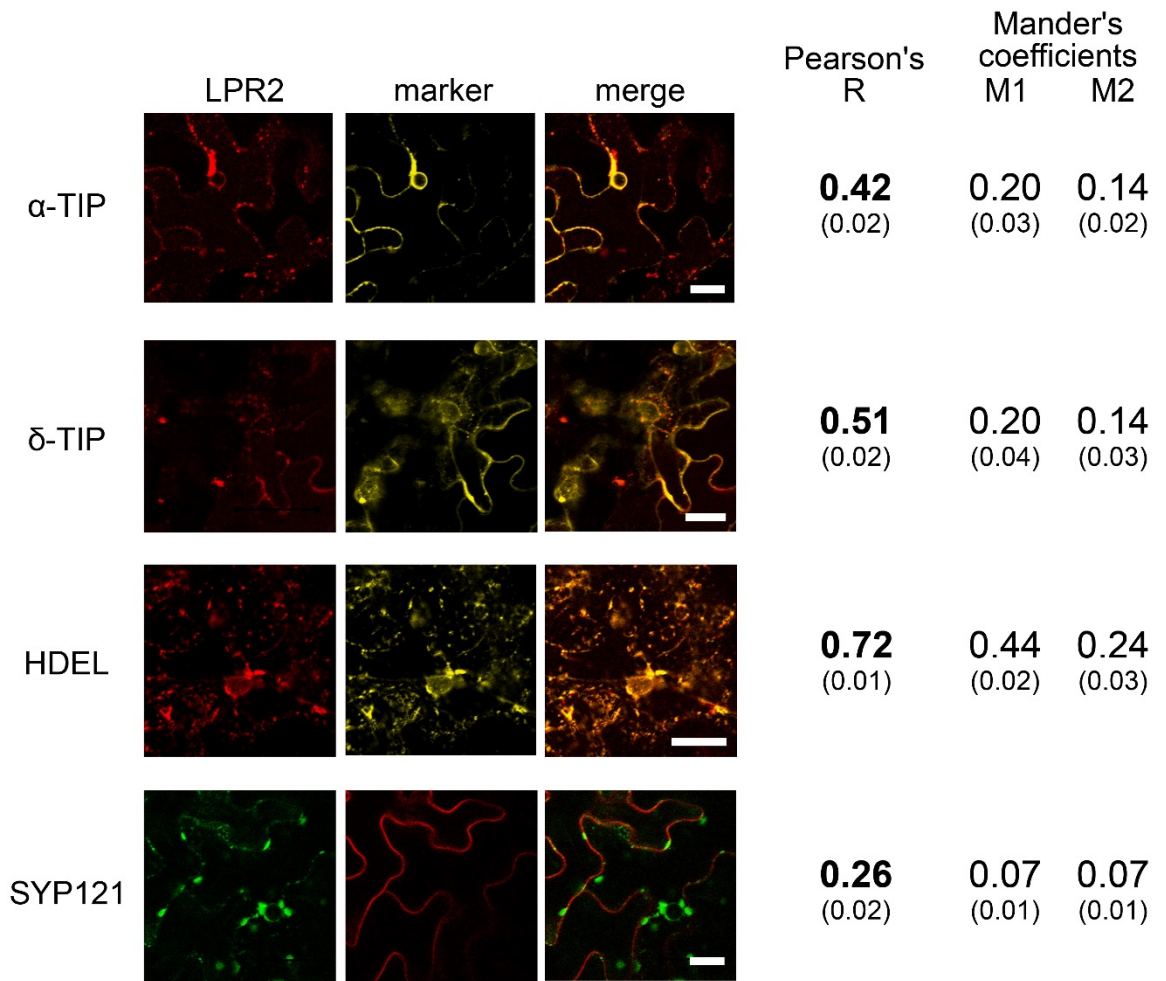 Mander's
Pearson's coefficients
LPR2 marker merge R M1 M2
α-TIP 0.42 0.20 0.14
(0.02) (0.03) (0.02)
δ-TIP 0.51 0.20 0.14
(0.02) (0.04) (0.03)
HDEL 0.72 0.44 0.24
(0.01) (0.02) (0.03)
SYP121 0.26 0.07 0.07
(0.02) (0.01) (0.01)